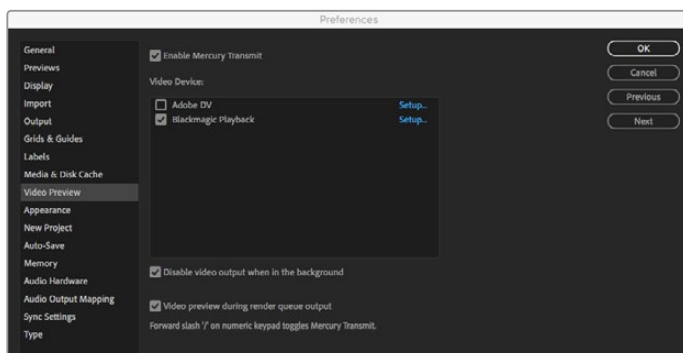 Preferences
General
Previews
Display
Import
Output
Grids & Guides
Labels
Media & Disk Cache
Video Preview
Appearance
New Project
Auto-Save
Memory
Audio Hardware
Audio Output Mapping
Sync Settings
Type
Enable Mercury Transmit
Video Device:
Adobe DV Setup...
Blackmagic Playback Setup...
Disable video output when in the background
Video preview during render queue output
Forward slash '/' on numeric keypad toggles Mercury Transmit.
OK
Cancel
Previous
Next